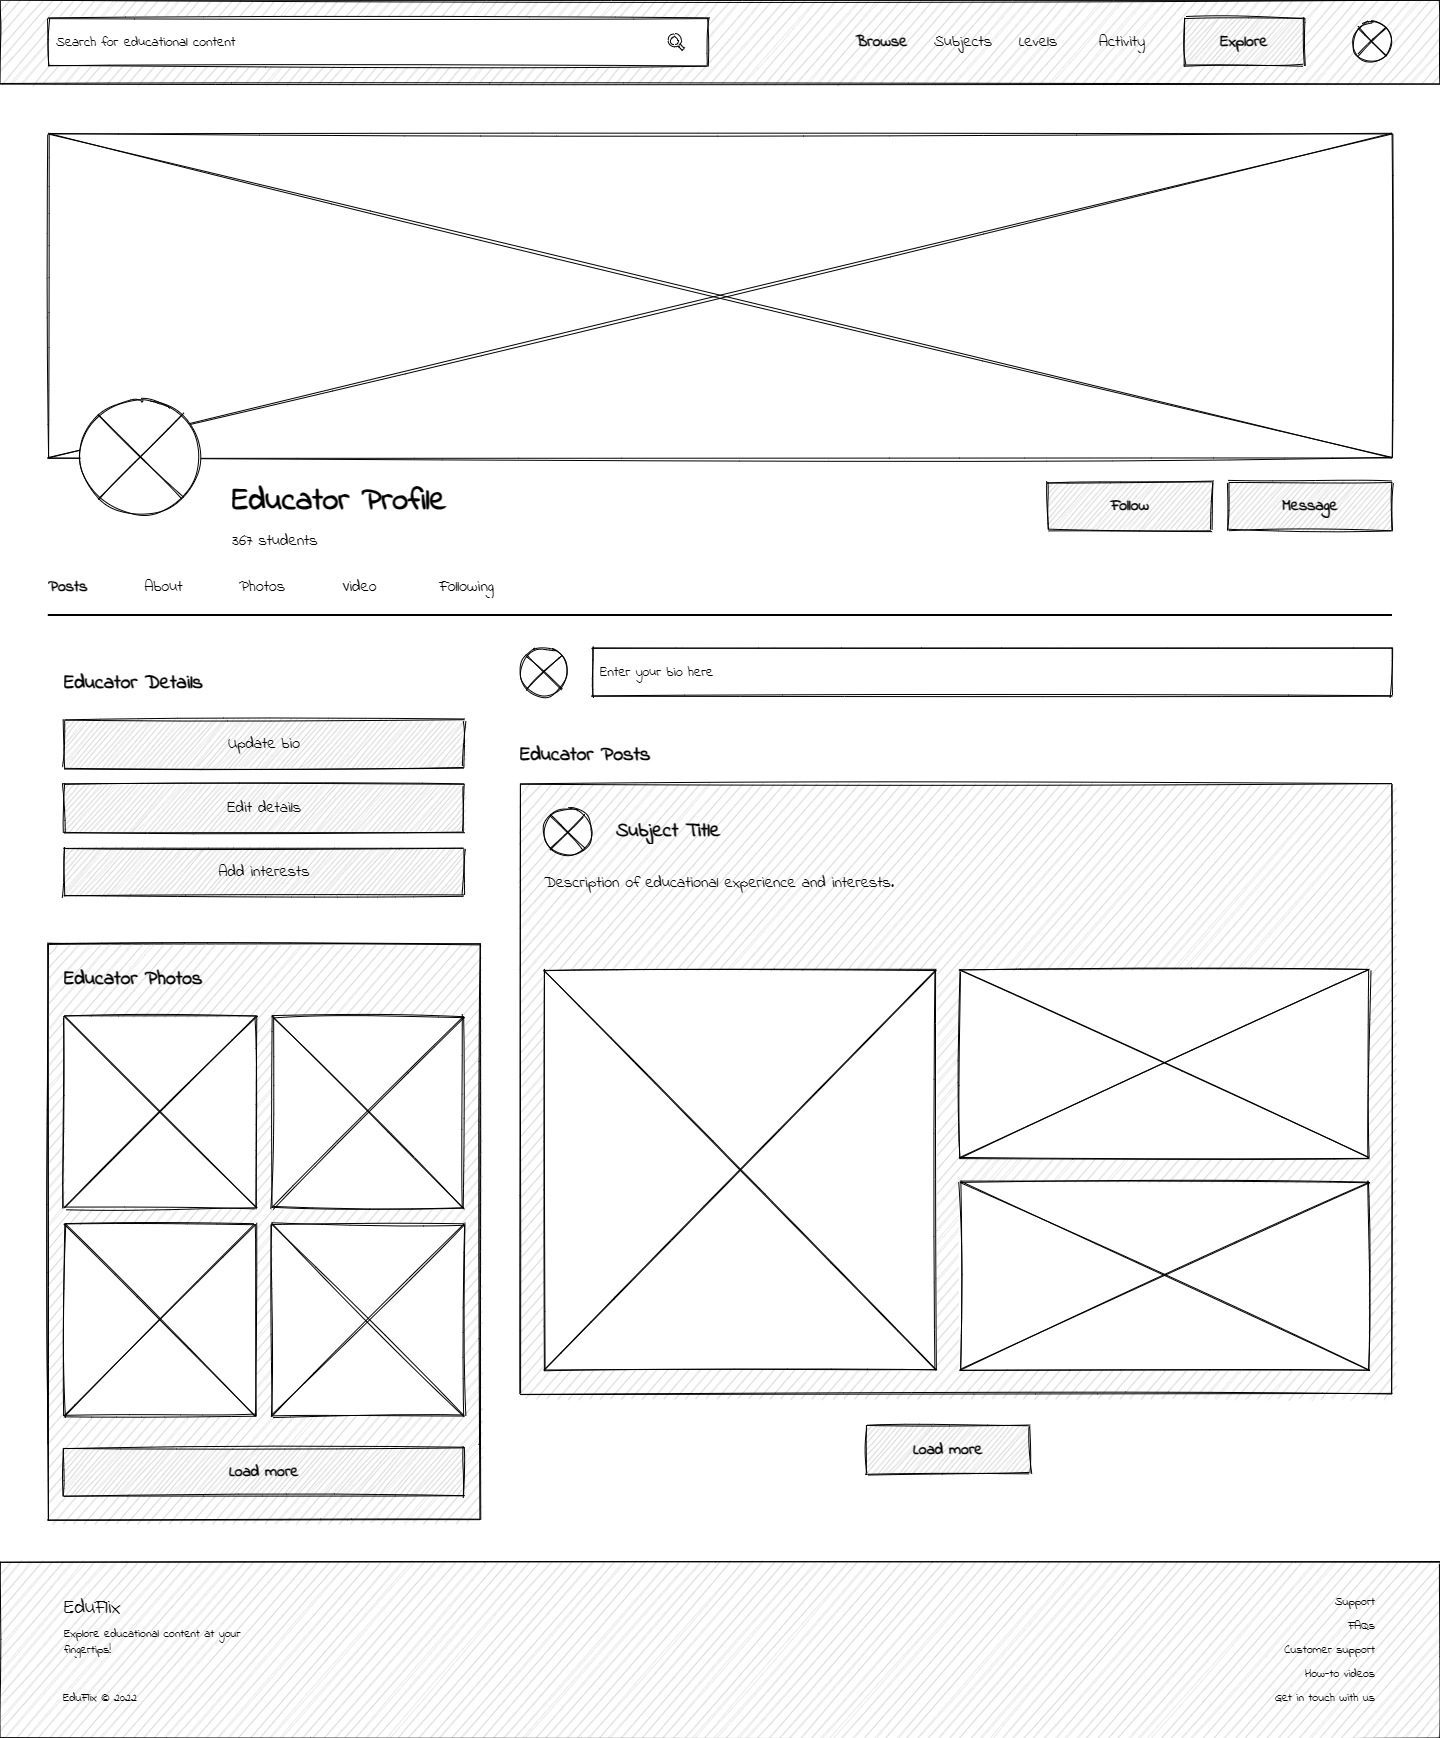 Search for educational content
Browse
Subjects
Levels
Activity
Explore
Educator Profile
367 students
Follow
Message
Posts
About
Photos
Video
Following
Educator Details
Update bio
Edit details
Add interests
Enter your bio here
Educator Posts
Subject Title
Description of educational experience and interests.
Educator Photos
Load more
Load more
EduFlix
Explore educational content at your
fingertips!
EduFlix © 2022
Support
FAQs
Customer support
How-to videos
Get in touch with us